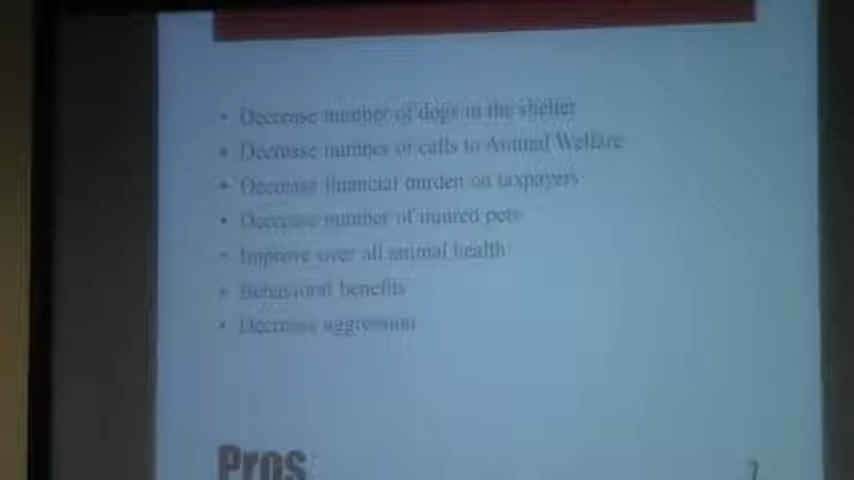 • Decrease number of dogs in the shelter
• Decrease number of calls to Animal Welfare
• Decrease financial burden on taxpayers
• Decrease number of injured pets
• Improve over all animal health
• Behavioral benefits
• Decrease aggression
Pros
7